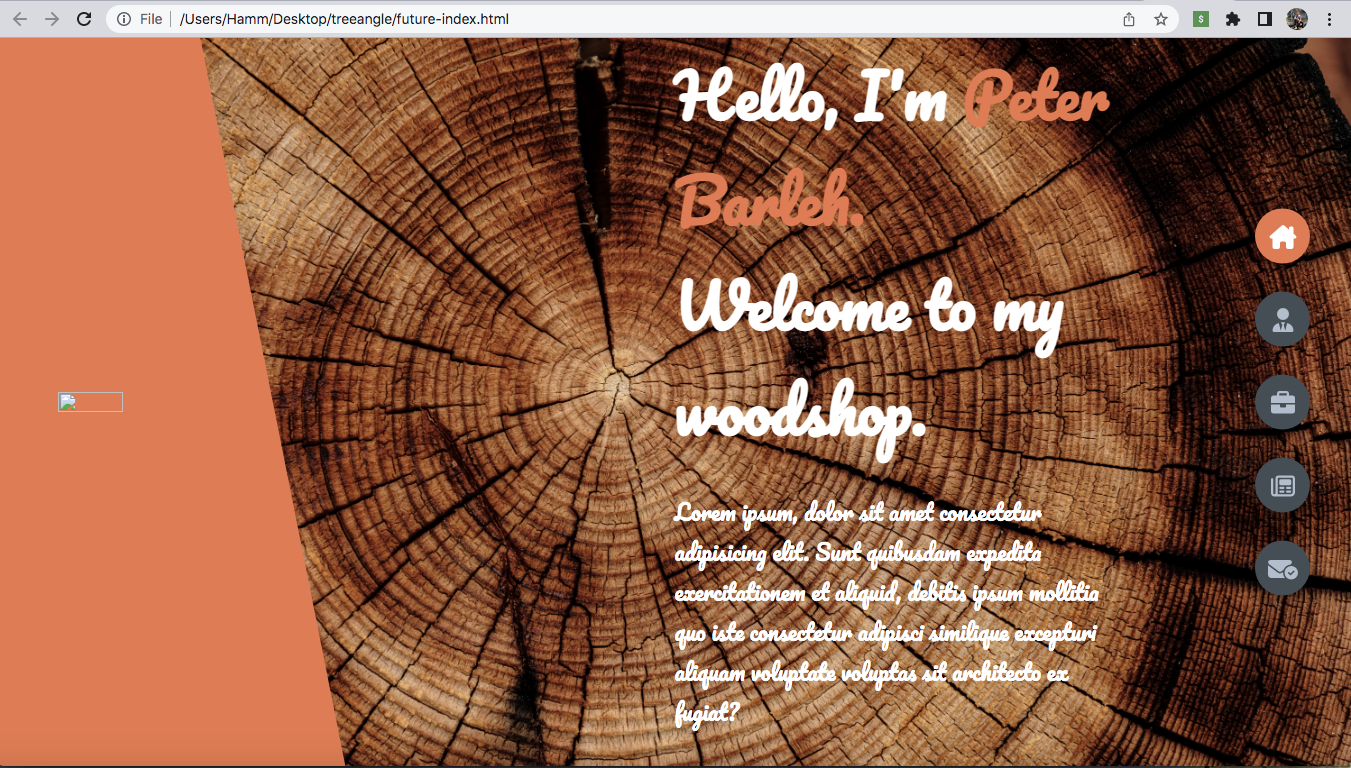 File
/Users/Hamm/Desktop/treeangle/future-index.html
$
Hello, I'm Peter
Barleh.
Welcome to my
woodshop.
Lorem ipsum, dolor sit amet consectetur
adipisicing elit. Sunt quibusdam expedita
exercitationem et aliquid, debitis ipsum mollitia
quo iste consectetur adipisci similique excepturi
aliquam voluptate voluptas sit architecto ex
fugiat?